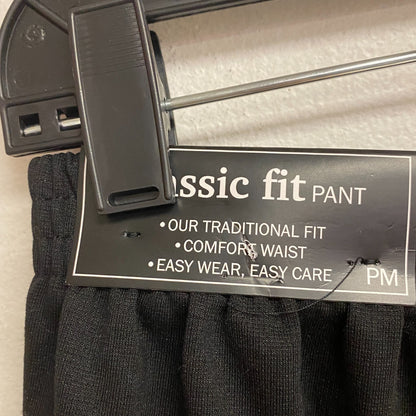 assic fit PANT
• OUR TRADITIONAL FIT
• COMFORT WAIST
• EASY WEAR, EASY CARE
PM